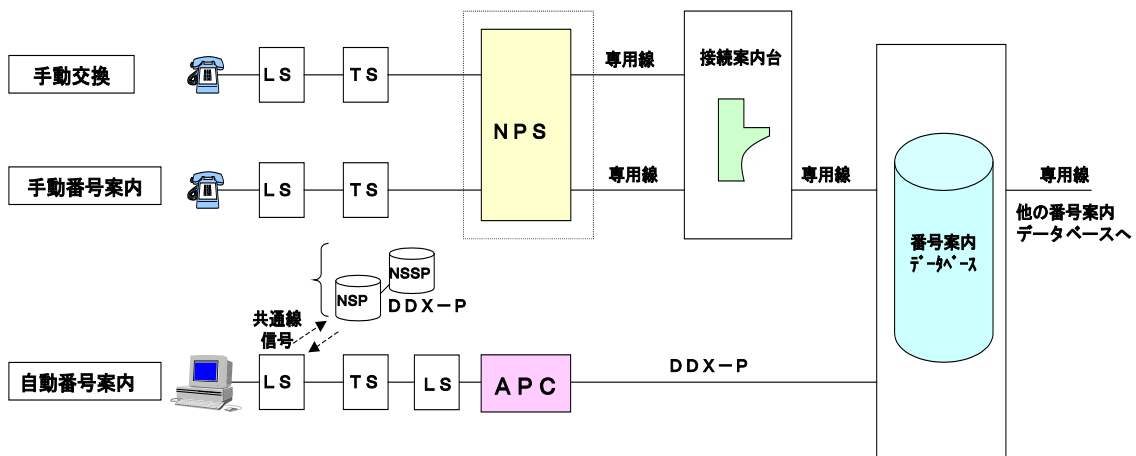 手動交換
ＬＳ
ＴＳ
ＮＰＳ
専用線
接続案内台
手動番号案内
ＬＳ
ＴＳ
専用線
専用線
番号案内
ﾃﾞｰﾀﾍﾞｰｽ
専用線
他の番号案内
データベースへ
NSSP
NSP
ＤＤＸ－Ｐ
共通線
信号
自動番号案内
ＬＳ
ＴＳ
ＬＳ
ＡＰＣ
ＤＤＸ－Ｐ